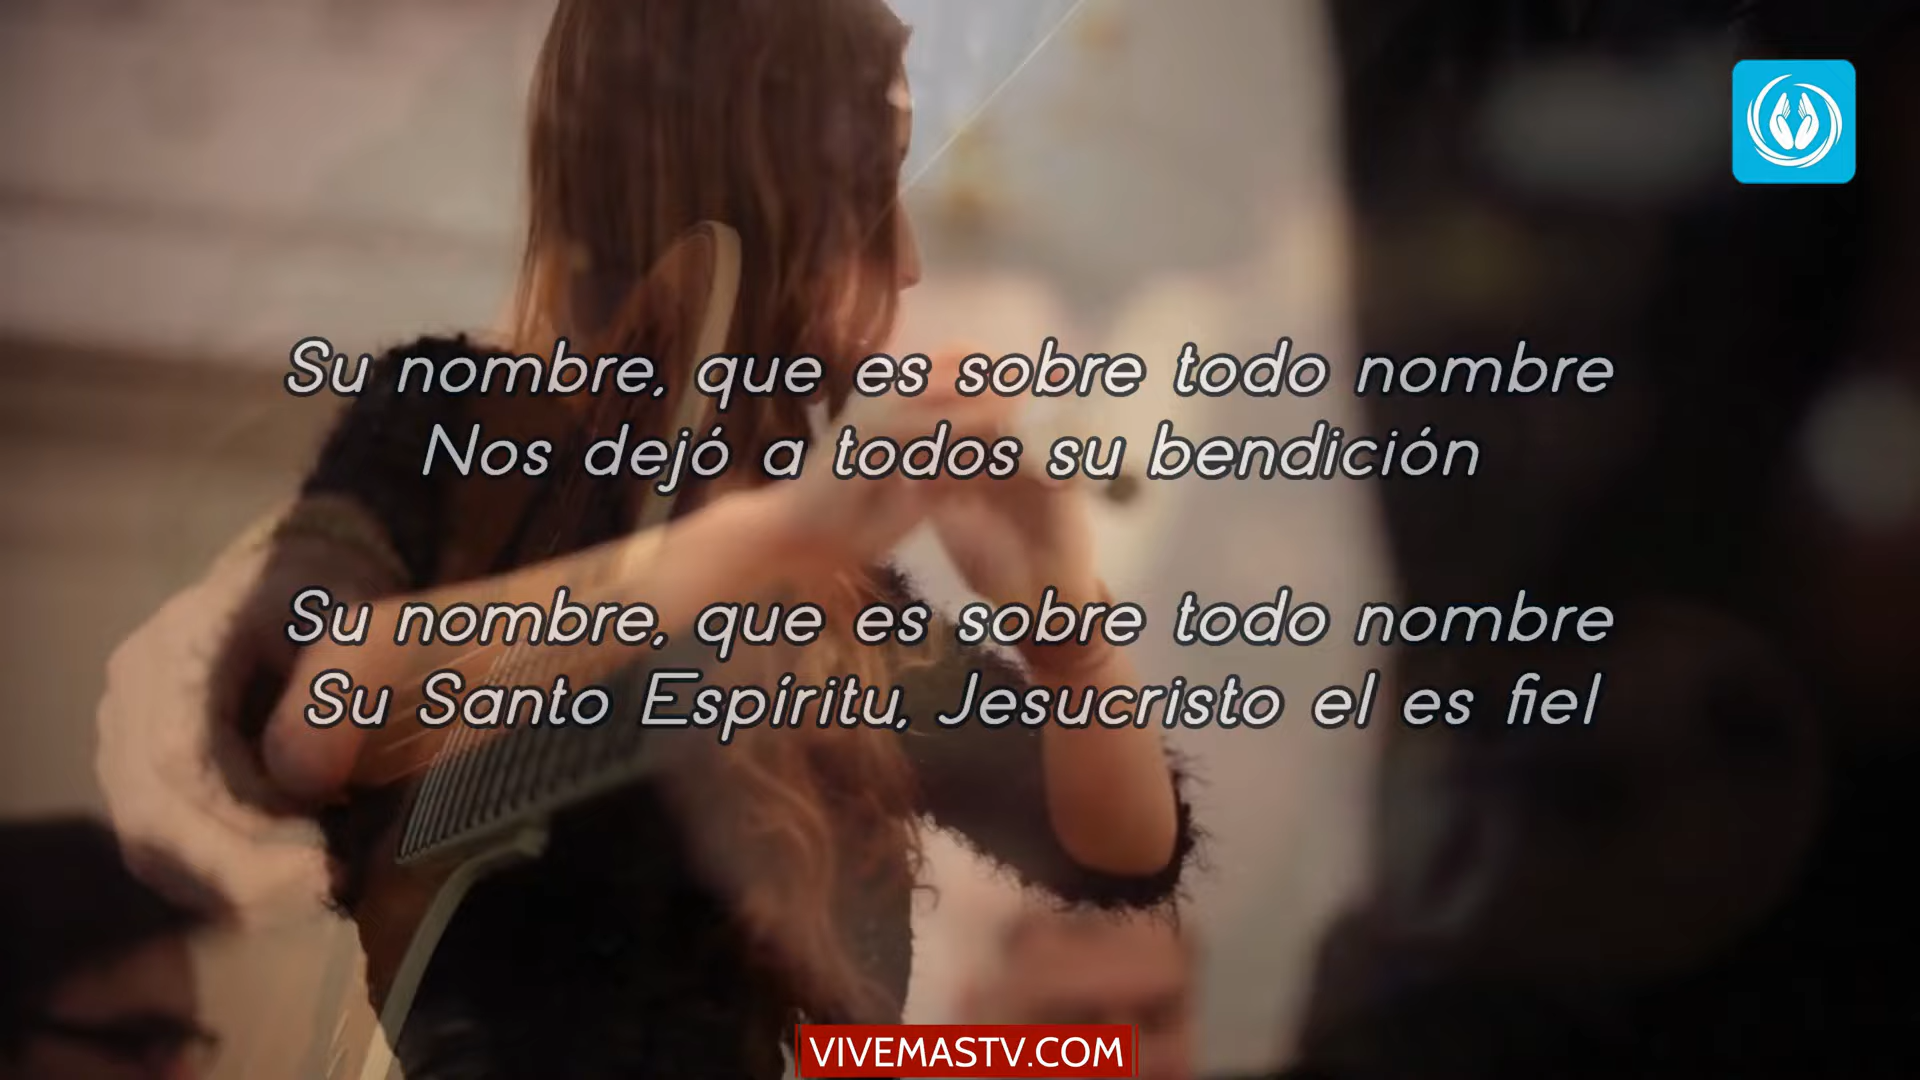 Su nombre, que es sobre todo nombre
Nos dejó a todos su bendición
Su nombre, que es sobre todo nombre
Su Santo Espíritu, Jesucristo el es fiel
VIVEMASTV.COM